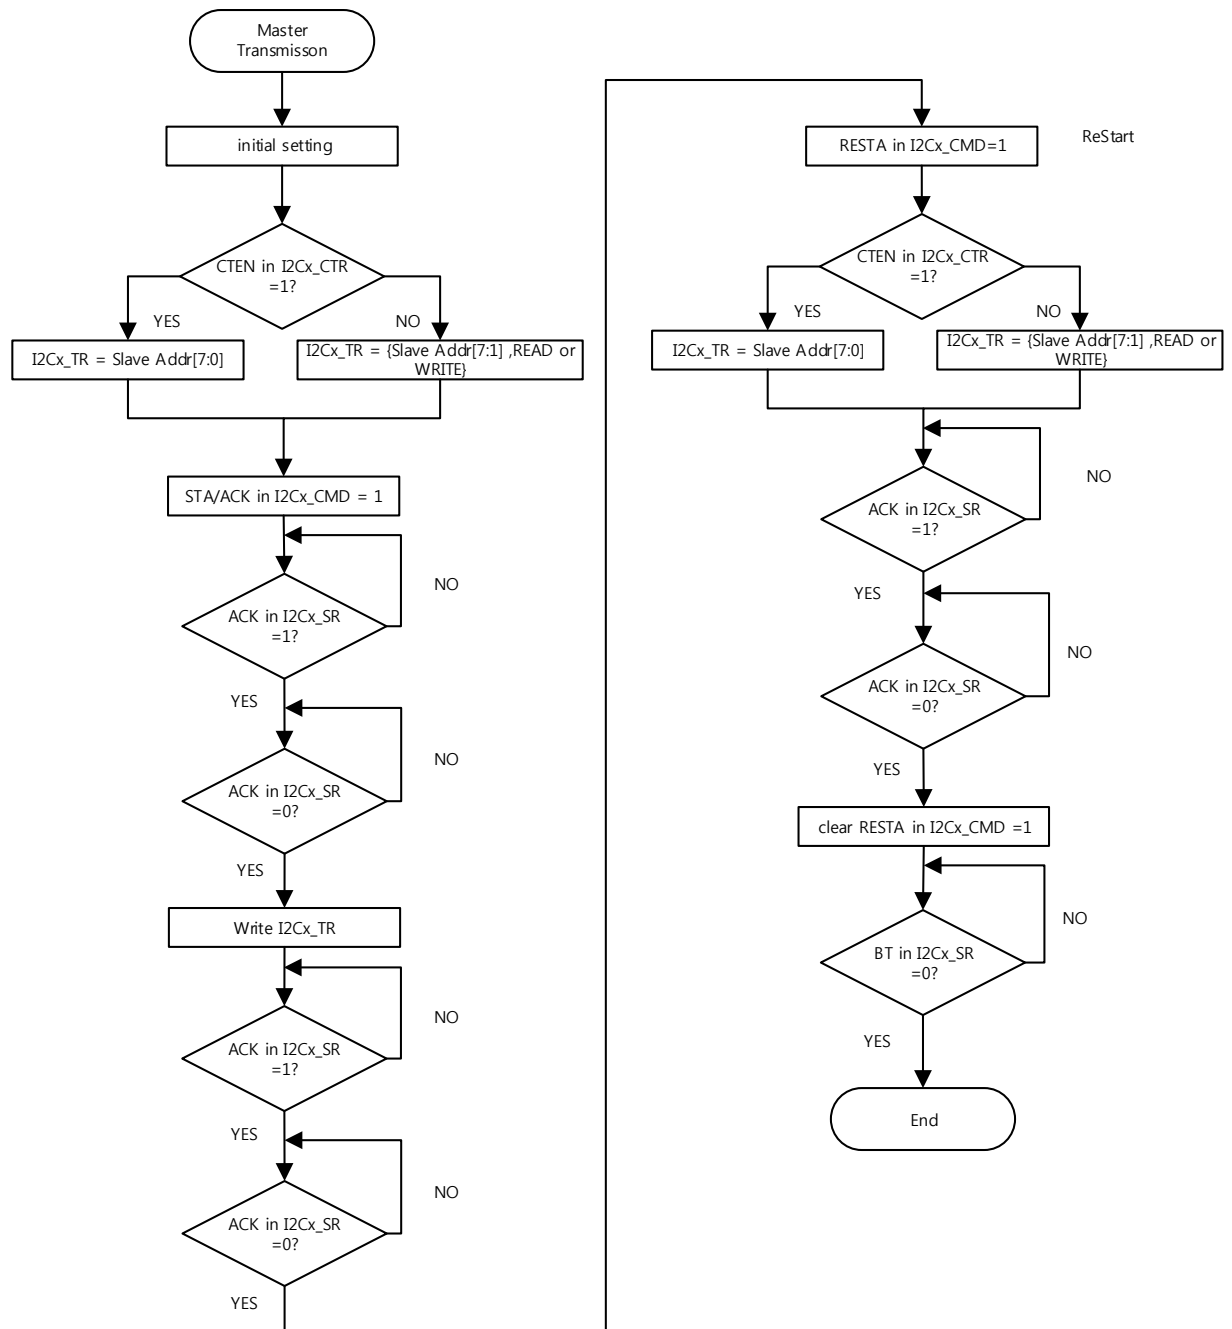 Master
Transmisson
initial setting
CTEN in I2Cx_CTR
=1?
YES
NO
I2Cx_TR = Slave Addr[7:0]
I2Cx_TR = {Slave Addr[7:1] ,READ or
WRITE}
STA/ACK in I2Cx_CMD = 1
NO
ACK in I2Cx_SR
=1?
YES
NO
ACK in I2Cx_SR
=0?
YES
Write I2Cx_TR
NO
ACK in I2Cx_SR
=1?
YES
NO
ACK in I2Cx_SR
=0?
YES
RESTA in I2Cx_CMD=1
ReStart
CTEN in I2Cx_CTR
=1?
YES
NO
I2Cx_TR = Slave Addr[7:0]
I2Cx_TR = {Slave Addr[7:1] ,READ or
WRITE}
NO
ACK in I2Cx_SR
=1?
YES
NO
ACK in I2Cx_SR
=0?
YES
clear RESTA in I2Cx_CMD =1
NO
BT in I2Cx_SR
=0?
YES
End